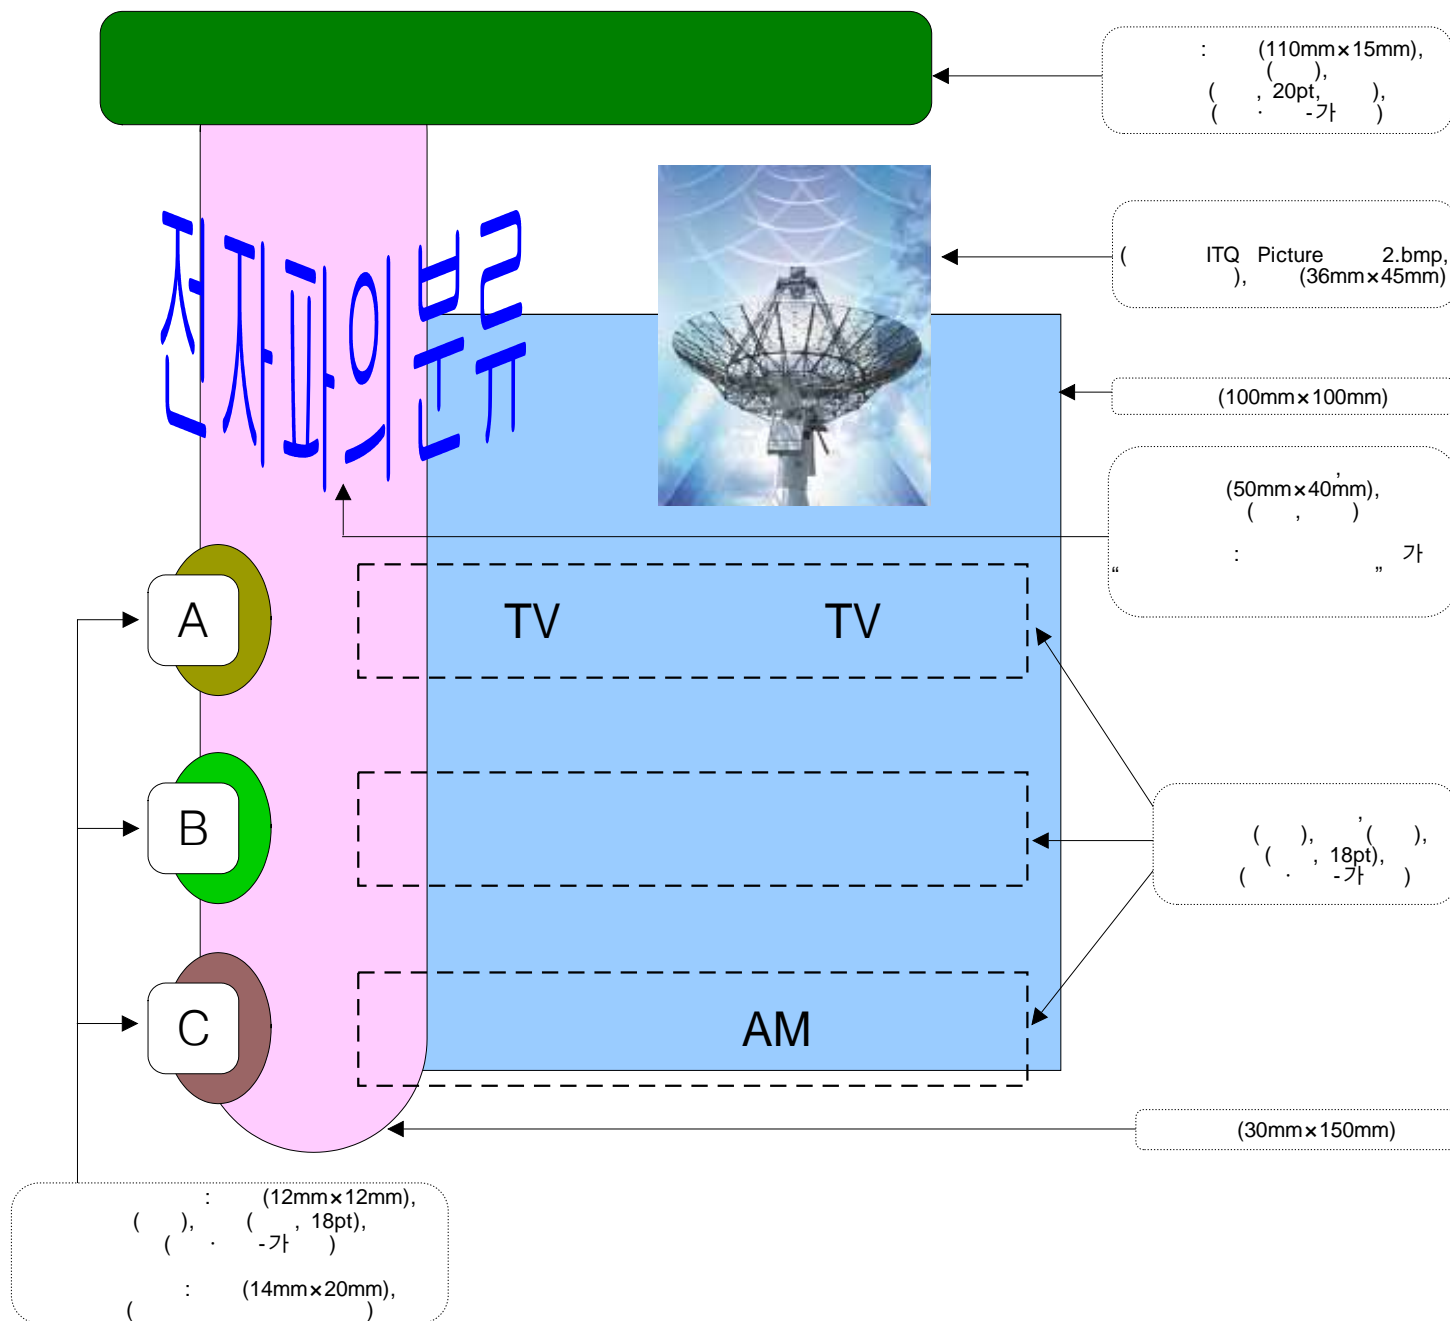 : (110mm×15mm),
( ),
( , 20pt, ),
( · -가 )
( ITQ Picture 2.bmp,
), (36mm×45mm)
전자파의 분류
(100mm×100mm)
,
(50mm×40mm),
( , )
: 가
“ ”
A
TV TV
B
,
( ), ( ),
( , 18pt),
( · -가 )
C
AM
(30mm×150mm)
: (12mm×12mm),
( ), ( , 18pt),
( · -가 )
: (14mm×20mm),
( )